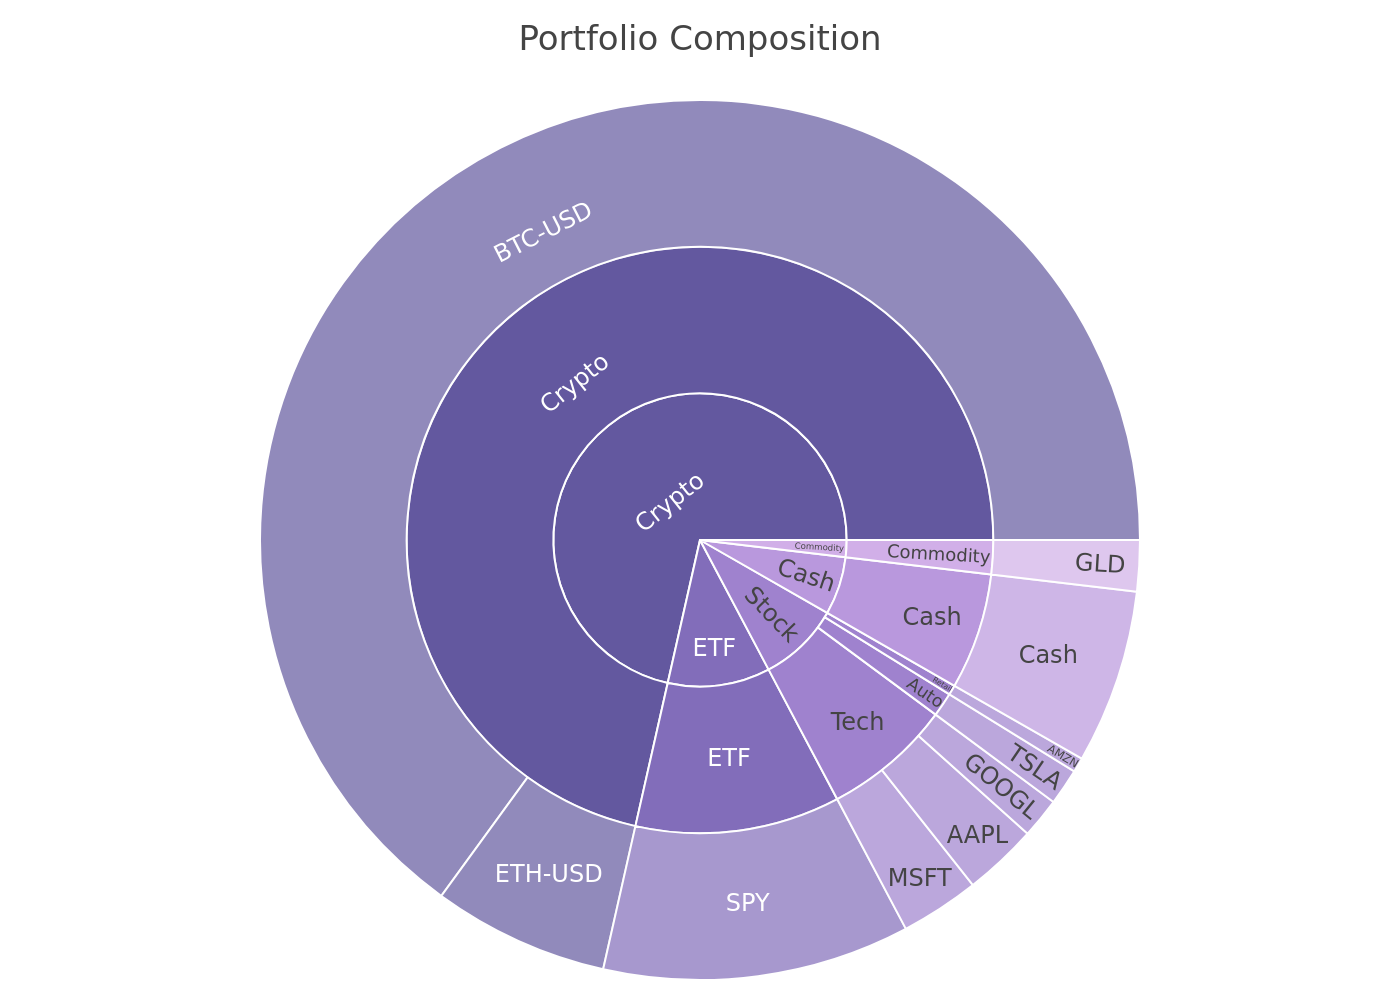 Portfolio Composition
BTC-USD
Crypto
Crypto
Commodity
Commodity
GLD
Cash
Cash
Cash
Stock
ETF
Retail
Auto
AMZN
TSLA
Tech
GOOGL
ETF
AAPL
MSFT
ETH-USD
SPY